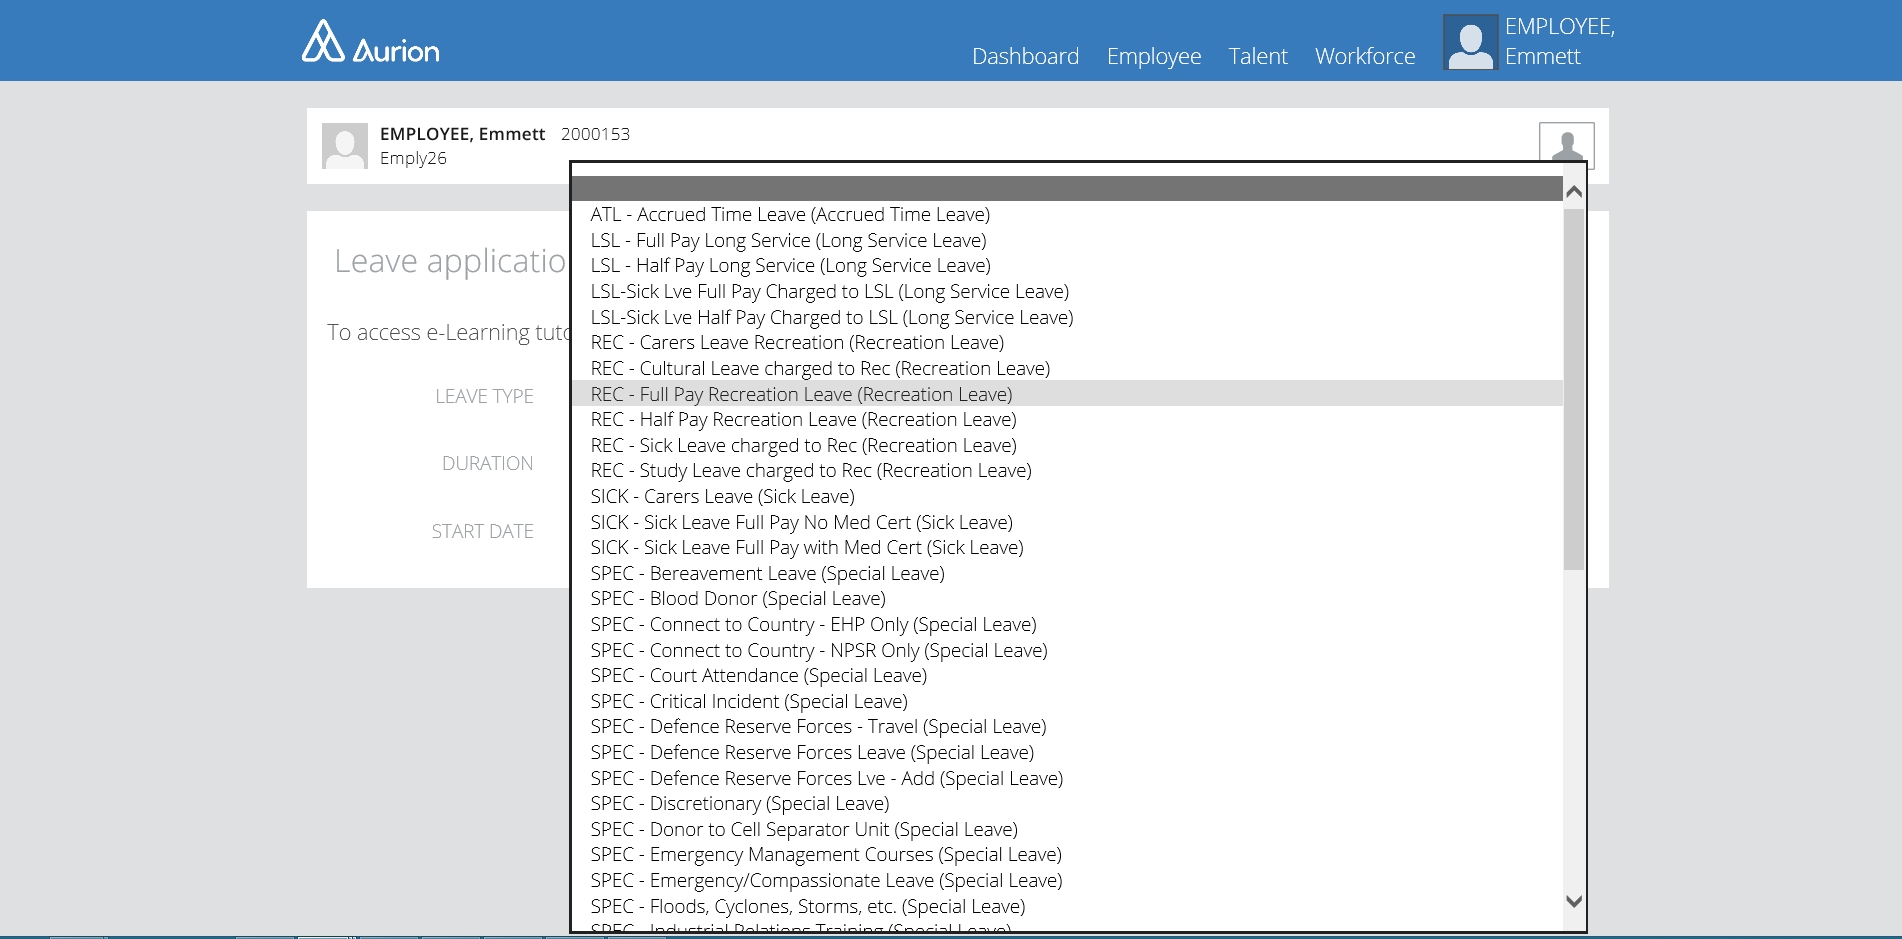 Aurion
Dashboard Employee Talent Workforce
EMPLOYEE,
Emmett
EMPLOYEE, Emmett 2000153
Emply26
Leave applicatio
To access e-Learning
LEAVE TYPE
DURATION
START DATE
ATL - Accrued Time Leave (Accrued Time Leave)
LSL - Full Pay Long Service (Long Service Leave)
LSL - Half Pay Long Service (Long Service Leave)
LSL-Sick Lve Full Pay Charged to LSL (Long Service Leave)
LSL-Sick Lve Half Pay Charged to LSL (Long Service Leave)
REC - Carers Leave Recreation (Recreation Leave)
REC - Cultural Leave charged to Rec (Recreation Leave)
REC - Full Pay Recreation Leave (Recreation Leave)
REC - Half Pay Recreation Leave (Recreation Leave)
REC - Sick Leave charged to Rec (Recreation Leave)
REC - Study Leave charged to Rec (Recreation Leave)
SICK - Carers Leave (Sick Leave)
SICK - Sick Leave Full Pay No Med Cert (Sick Leave)
SICK - Sick Leave Full Pay with Med Cert (Sick Leave)
SPEC - Bereavement Leave (Special Leave)
SPEC - Blood Donor (Special Leave)
SPEC - Connect to Country - EHP Only (Special Leave)
SPEC - Connect to Country - NPSR Only (Special Leave)
SPEC - Court Attendance (Special Leave)
SPEC - Critical Incident (Special Leave)
SPEC - Defence Reserve Forces - Travel (Special Leave)
SPEC - Defence Reserve Forces Leave (Special Leave)
SPEC - Defence Reserve Forces Lve - Add (Special Leave)
SPEC - Discretionary (Special Leave)
SPEC - Donor to Cell Separator Unit (Special Leave)
SPEC - Emergency Management Courses (Special Leave)
SPEC - Emergency/Compassionate Leave (Special Leave)
SPEC - Floods, Cyclones, Storms, etc. (Special Leave)
SPEC - Industrial Relations Training (Special Leave)